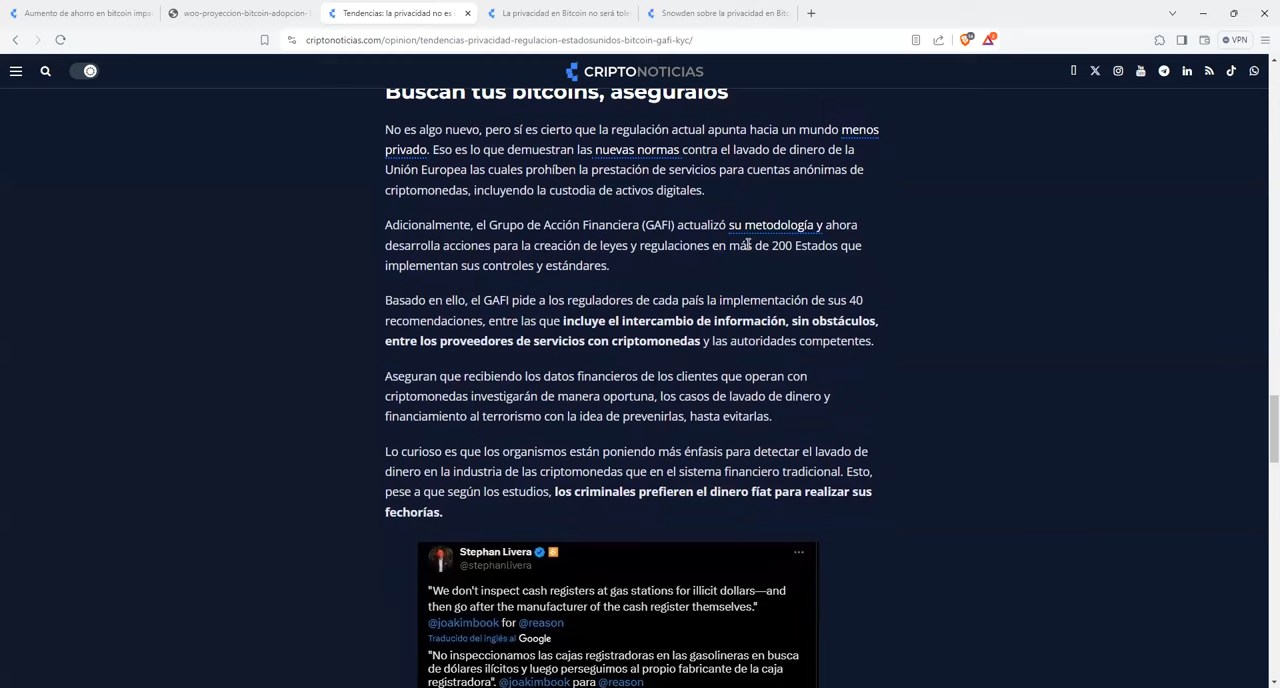 Aumento de ahorro en bitcoin impa
woo-proyeccion-bitcoin-adopcion-
Tendencias: la privacidad no es
La privacidad en Bitcoin no será tole
Snowden sobre la privacidad en Bit
criptonoticias.com/opinion/tendencias-privacidad-regulacion-estadosunidos-bitcoin-gafi-kyc/
VPN
CRIPTONOTICIAS
Buscan tus bitcoins, asegúralos
No es algo nuevo, pero sí es cierto que la regulación actual apunta hacia un mundo menos
privado. Eso es lo que demuestran las nuevas normas contra el lavado de dinero de la
Unión Europea las cuales prohíben la prestación de servicios para cuentas anónimas de
criptomonedas, incluyendo la custodia de activos digitales.
Adicionalmente, el Grupo de Acción Financiera (GAFI) actualizó su metodología y ahora
desarrolla acciones para la creación de leyes y regulaciones en más de 200 Estados que
implementan sus controles y estándares.
Basado en ello, el GAFI pide a los reguladores de cada país la implementación de sus 40
recomendaciones, entre las que incluye el intercambio de información, sin obstáculos,
entre los proveedores de servicios con criptomonedas y las autoridades competentes.
Aseguran que recibiendo los datos financieros de los clientes que operan con
criptomonedas investigarán de manera oportuna, los casos de lavado de dinero y
financiamiento al terrorismo con la idea de prevenirlas, hasta evitarlas.
Lo curioso es que los organismos están poniendo más énfasis para detectar el lavado de
dinero en la industria de las criptomonedas que en el sistema financiero tradicional. Esto,
pese a que según los estudios, los criminales prefieren el dinero fíat para realizar sus
fechorías.
Stephan Livera
@stephanlivera
"We don't inspect cash registers at gas stations for illicit dollars—and
then go after the manufacturer of the cash register themselves."
@joakimbook for @reason
Traducido del inglés al Google
"No inspeccionamos las cajas registradoras en las gasolineras en busca
de dólares ilícitos y luego perseguimos al propio fabricante de la caja
registradora". @joakimbook para @reason